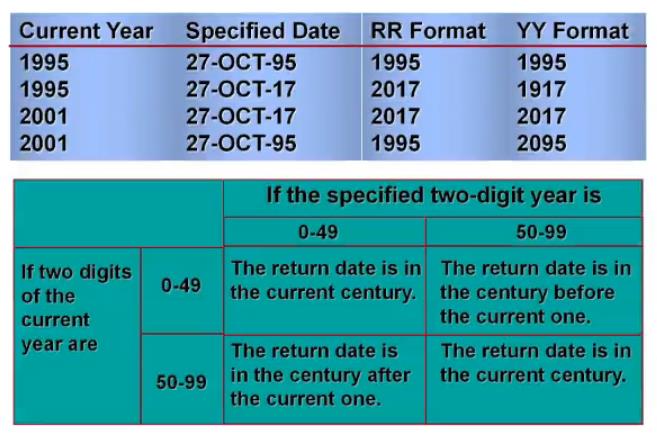 Current Year Specified Date RR Format YY Format
1995 27-OCT-95 1995 1995
1995 27-OCT-17 2017 1917
2001 27-OCT-17 2017 2017
2001 27-OCT-95 1995 2095
If the specified two-digit year is
0-49 50-99
If two digits
of the
current
year are
0-49
The return date is in
the current century.
The return date is in
the century before
the current one.
50-99
The return date is
in the century after
the current one.
The return date is in
the current century.